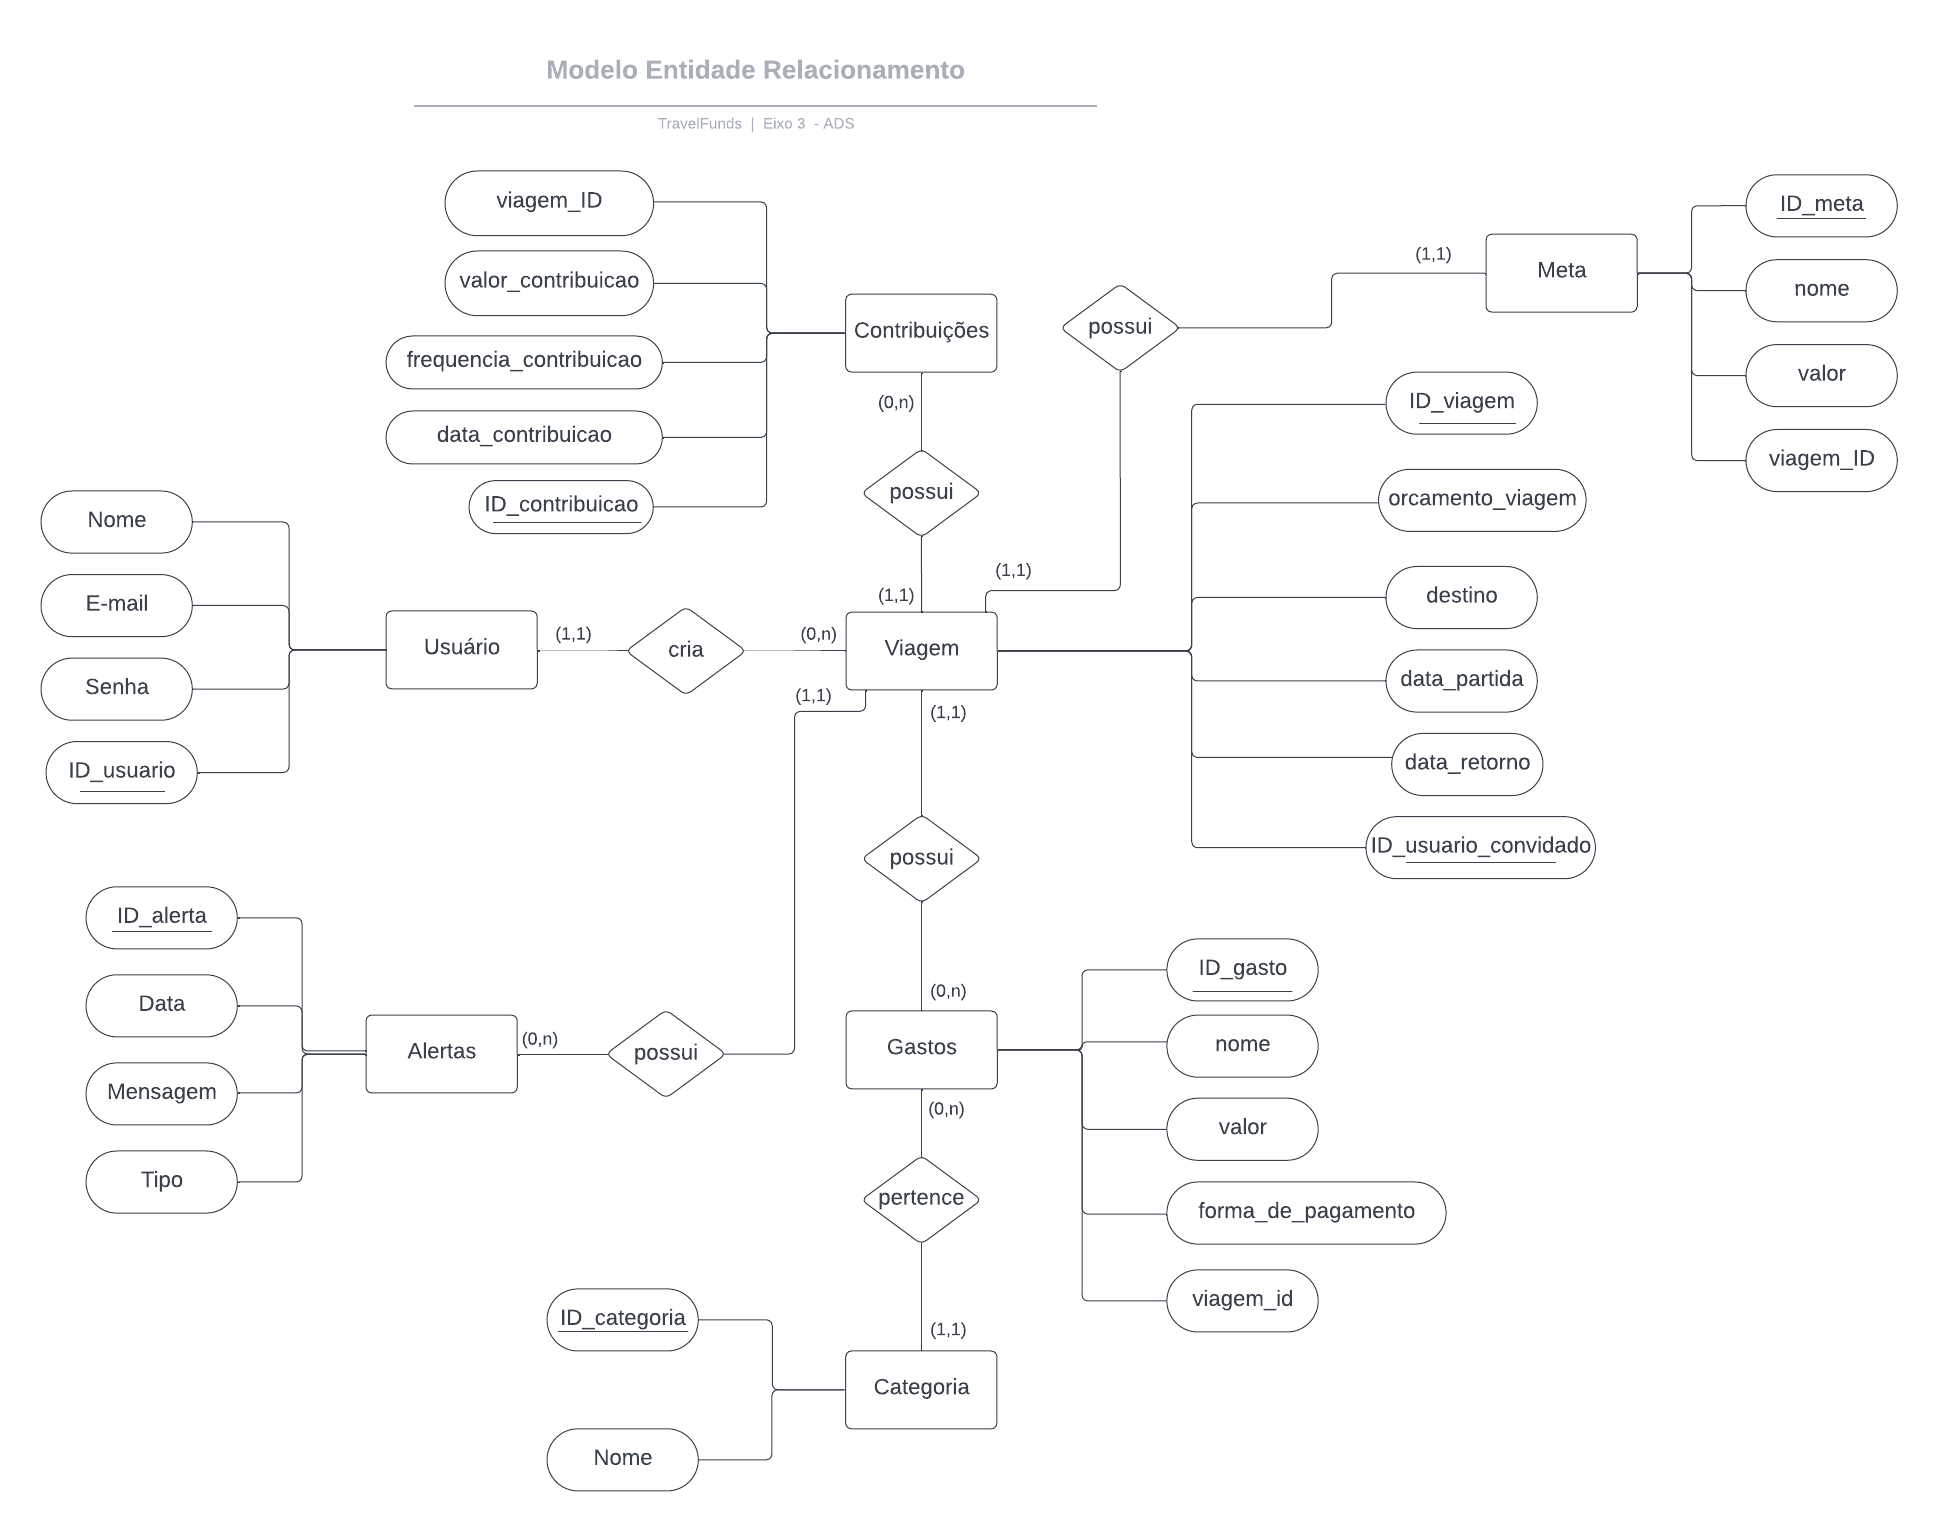 Modelo Entidade Relacionamento
TravelFunds | Eixo 3 - ADS
viagem_ID
valor_contribuicao
frequencia_contribuicao
data_contribuicao
ID_contribuicao
Contribuições
(0,n)
possui
(1,1)
possui
(1,1)
(1,1)
Meta
ID_meta
nome
valor
viagem_ID
Nome
E-mail
Senha
ID_usuario
Usuário
(1,1)
cria
(0,n)
Viagem
ID_viagem
orcamento_viagem
destino
data_partida
data_retorno
ID_usuario_convidado
(1,1)
(1,1)
possui
(0,n)
ID_alerta
Data
Mensagem
Tipo
Alertas
(0,n)
possui
Gastos
ID_gasto
nome
valor
forma_de_pagamento
viagem_id
(0,n)
pertence
(1,1)
ID_categoria
Nome
Categoria